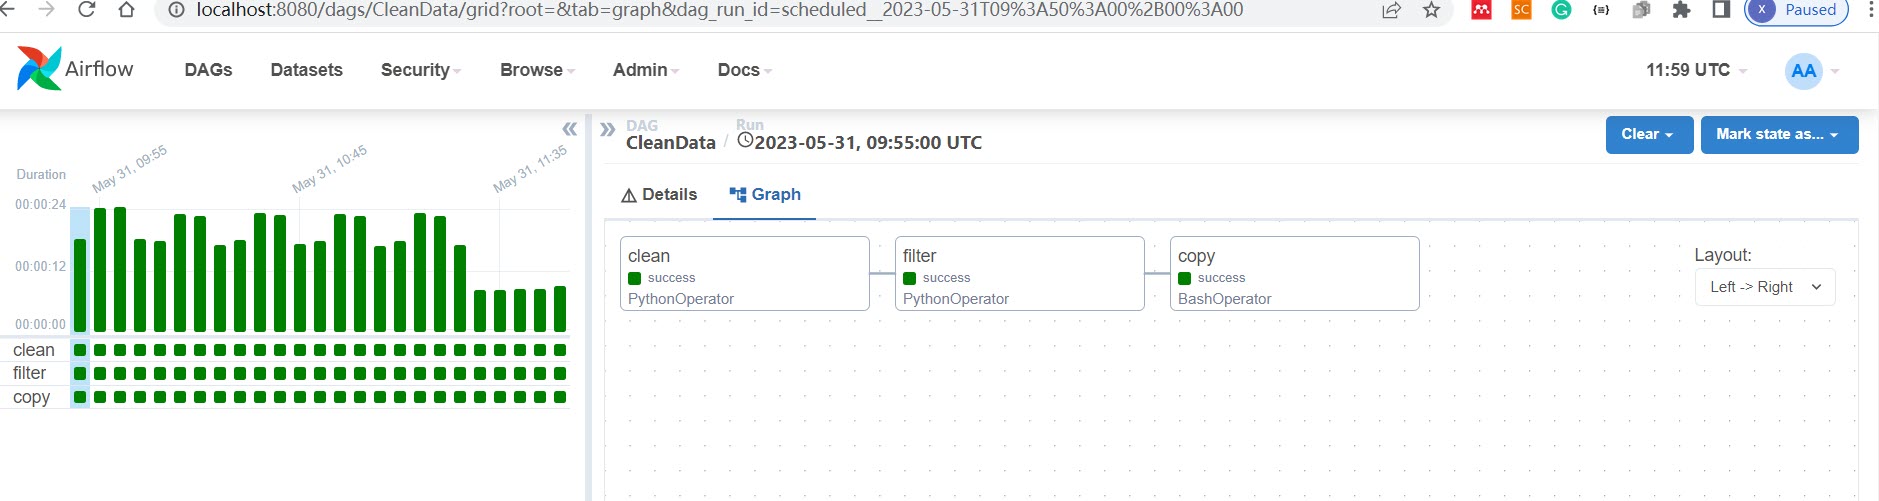 localhost:8080/dags/CleanData/grid?root=&tab=graph&dag_run_id=scheduled__2023-05-31T09%3A50%3A00%2B00%3A00
SC
X Paused
Airflow DAGs Datasets Security Browse Admin Docs 11:59 UTC AA
DAG Run
CleanData / 2023-05-31, 09:55:00 UTC
Clear Mark state as...
Duration May 31, 09:55 May 31, 10:45 May 31, 11:35
00:00:24
00:00:12
00:00:00
clean
filter
copy
Details Graph
clean
success
PythonOperator
filter
success
PythonOperator
copy
success
BashOperator
Layout:
Left -> Right